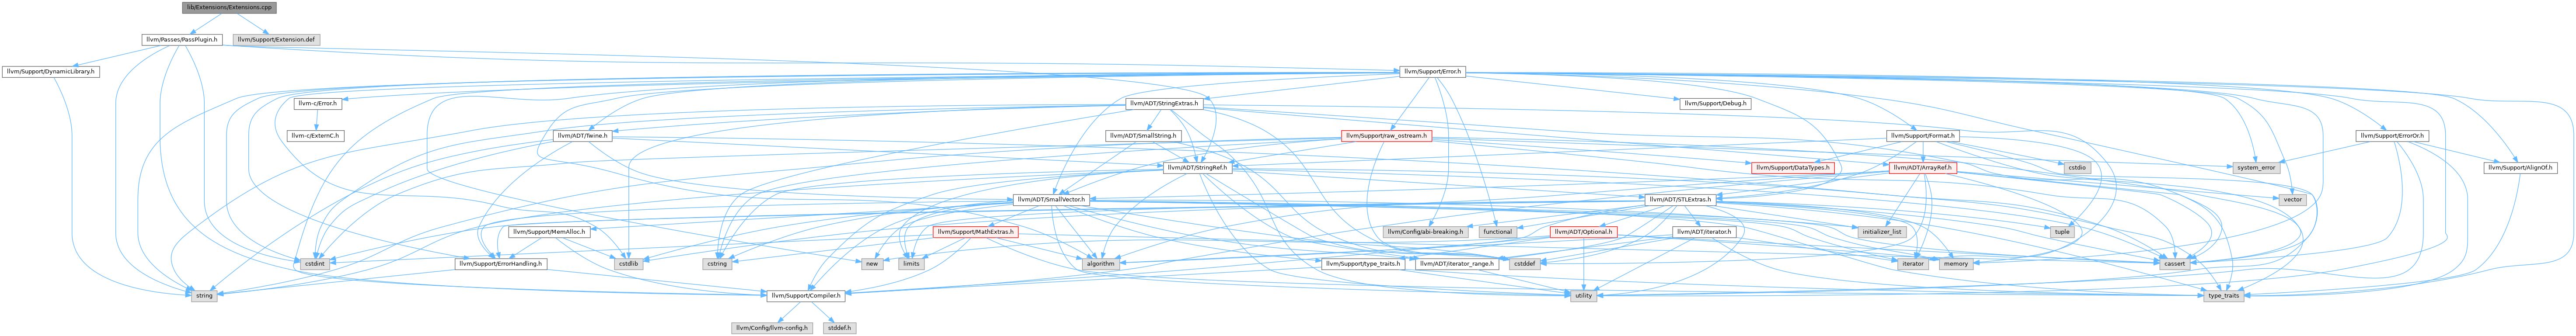 lib/Extensions/Extensions.cpp
llvm/Passes/PassPlugin.h
llvm/Support/Extension.def
llvm/Support/DynamicLibrary.h
llvm/Support/Error.h
llvm-c/Error.h
llvm/ADT/StringExtras.h
llvm/Support/Debug.h
llvm-c/ExternC.h
llvm/ADT/Twine.h
llvm/ADT/SmallString.h
llvm/Support/raw_ostream.h
llvm/Support/Format.h
llvm/Support/ErrorOr.h
llvm/ADT/StringRef.h
llvm/Support/DataTypes.h
llvm/ADT/ArrayRef.h
cstdio
system_error
llvm/Support/AlignOf.h
llvm/ADT/SmallVector.h
llvm/ADT/STLExtras.h
vector
llvm/Support/MemAlloc.h
llvm/Support/MathExtras.h
llvm/Config/abi-breaking.h
functional
llvm/ADT/Optional.h
llvm/ADT/iterator.h
initializer_list
tuple
cstdint
llvm/Support/ErrorHandling.h
cstdlib
cstring
new
limits
algorithm
llvm/Support/type_traits.h
llvm/ADT/iterator_range.h
cstddef
iterator
memory
cassert
string
llvm/Support/Compiler.h
utility
type_traits
llvm/Config/llvm-config.h
stddef.h